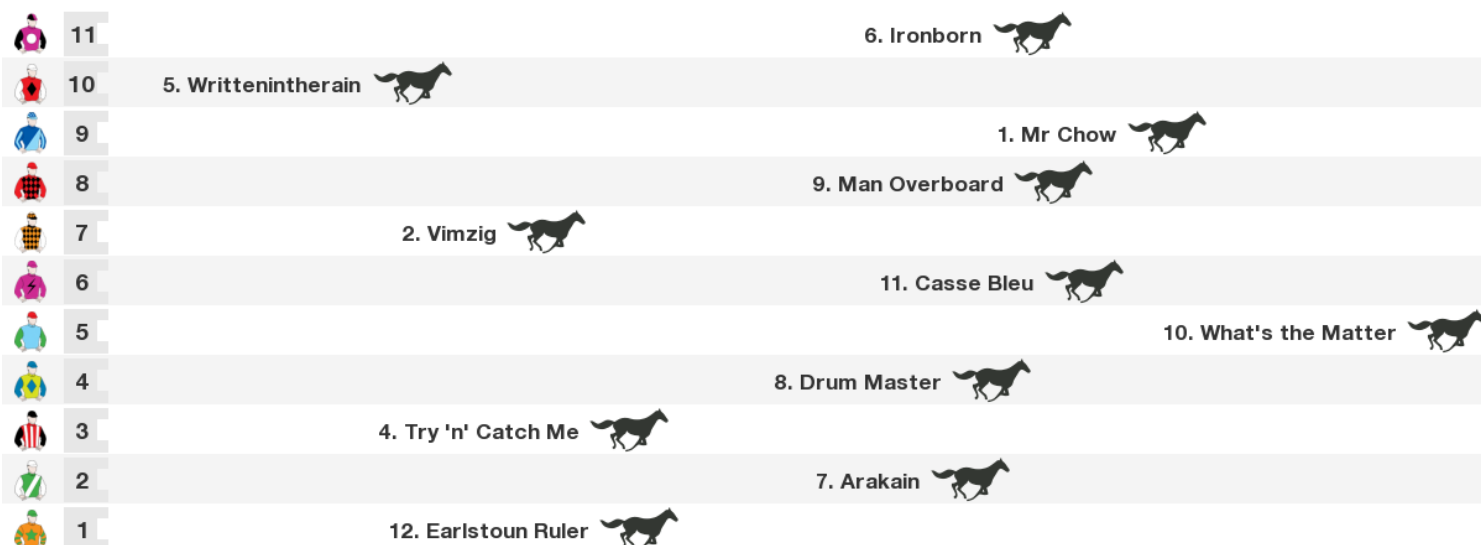 11 6. Ironborn
10 5. Writtenintherain
9 1. Mr Chow
8 9. Man Overboard
7 2. Vimzig
6 11. Casse Bleu
5 10. What's the Matter
4 8. Drum Master
3 4. Try 'n' Catch Me
2 7. Arakain
1 12. Earlstoun Ruler